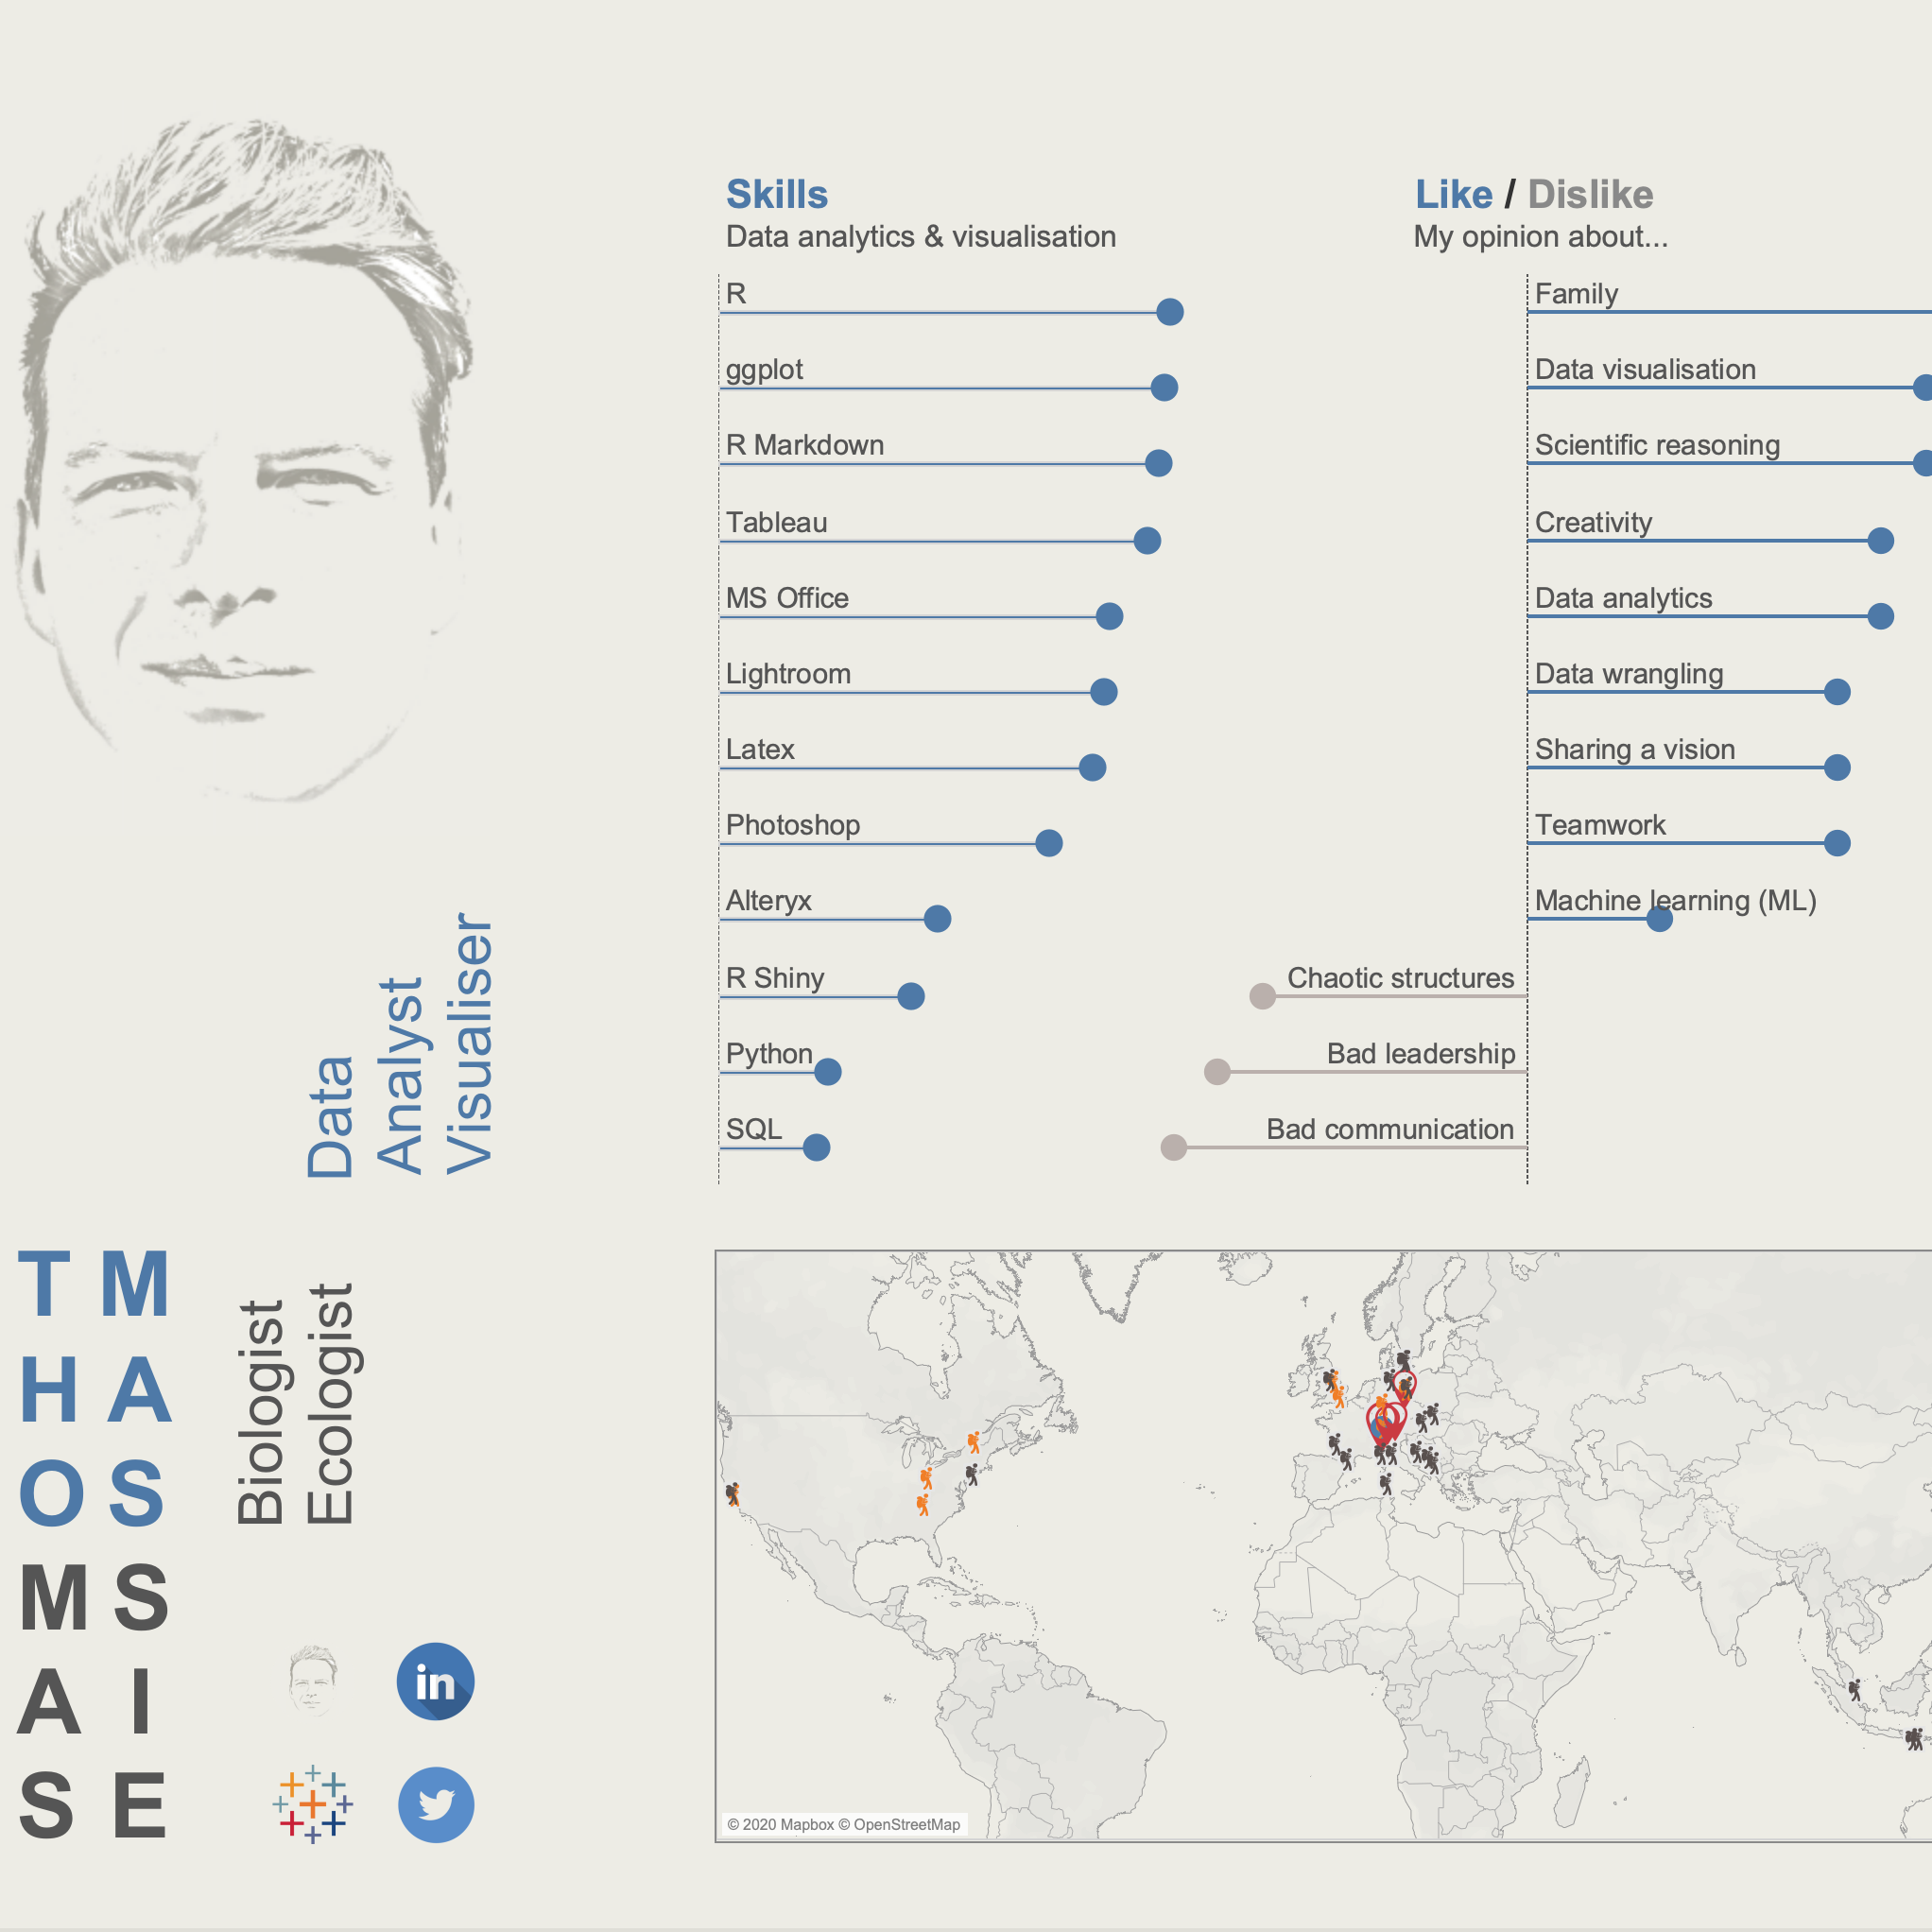 Skills
Data analytics & visualisation
R
ggplot
R Markdown
Tableau
MS Office
Lightroom
Latex
Photoshop
Alteryx
R Shiny
Python
SQL
Like / Dislike
My opinion about...
Family
Data visualisation
Scientific reasoning
Creativity
Data analytics
Data wrangling
Sharing a vision
Teamwork
Machine learning (ML)
Chaotic structures
Bad leadership
Bad communication
Data
Analyst
Visualiser
Biologist
Ecologist
THOMAS
MASSIE
in
© 2020 Mapbox © OpenStreetMap